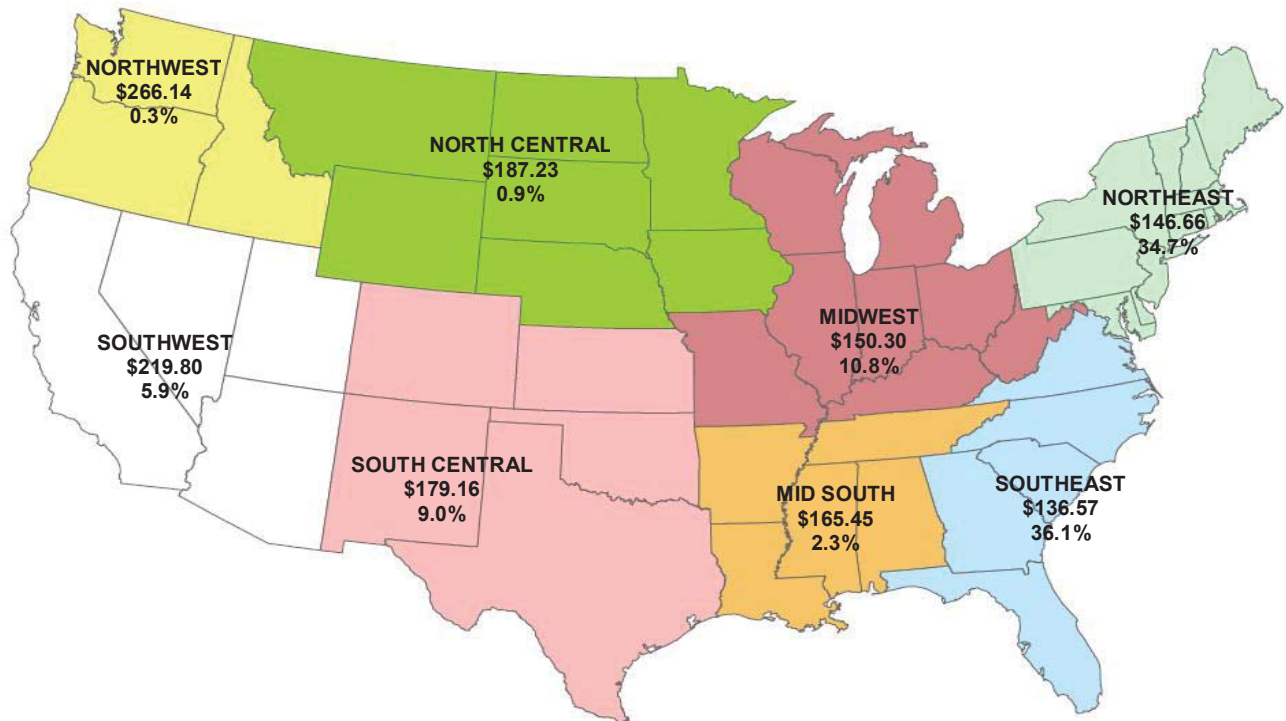 NORTHWEST
$266.14
0.3%
NORTH CENTRAL
$187.23
0.9%
NORTHEAST
$146.66
34.7%
SOUTHWEST
$219.80
5.9%
MIDWEST
$150.30
10.8%
SOUTH CENTRAL
$179.16
9.0%
MID SOUTH
$165.45
2.3%
SOUTHEAST
$136.57
36.1%